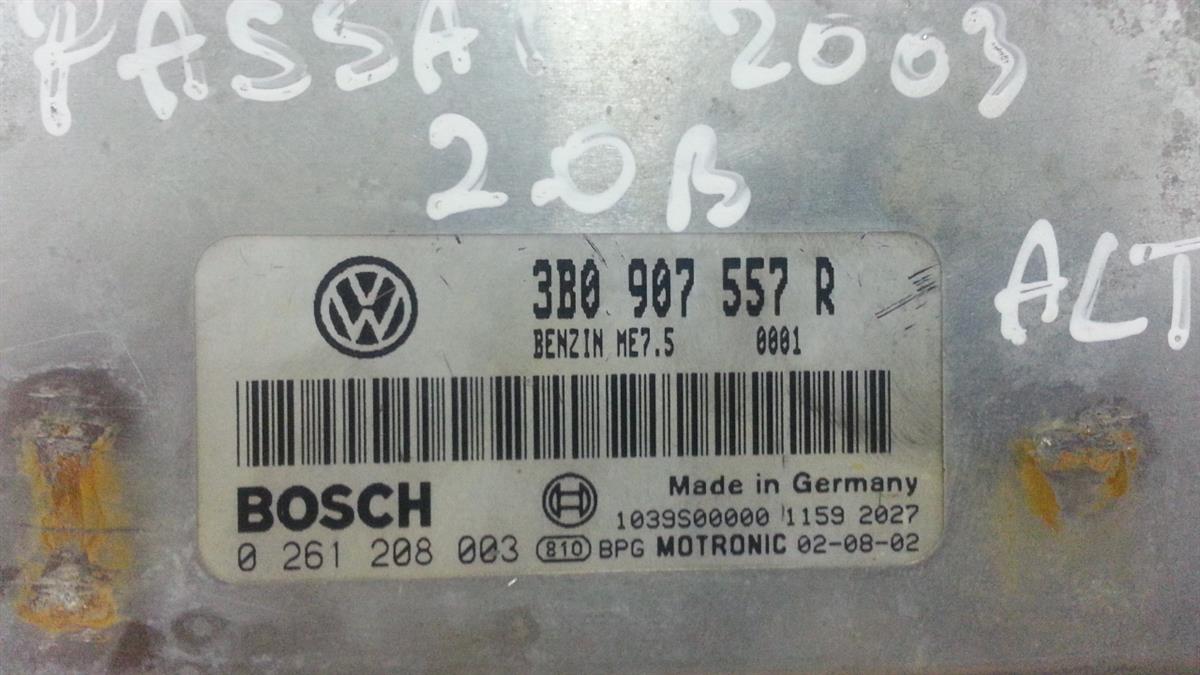 PASSAT 2003
2.0B
ALT
3B0 907 557 R
BENZIN ME7.5 0001
BOSCH
Made in Germany
1039S00000 1159 2027
0 261 208 003 810 BPG MOTRONIC 02-08-02